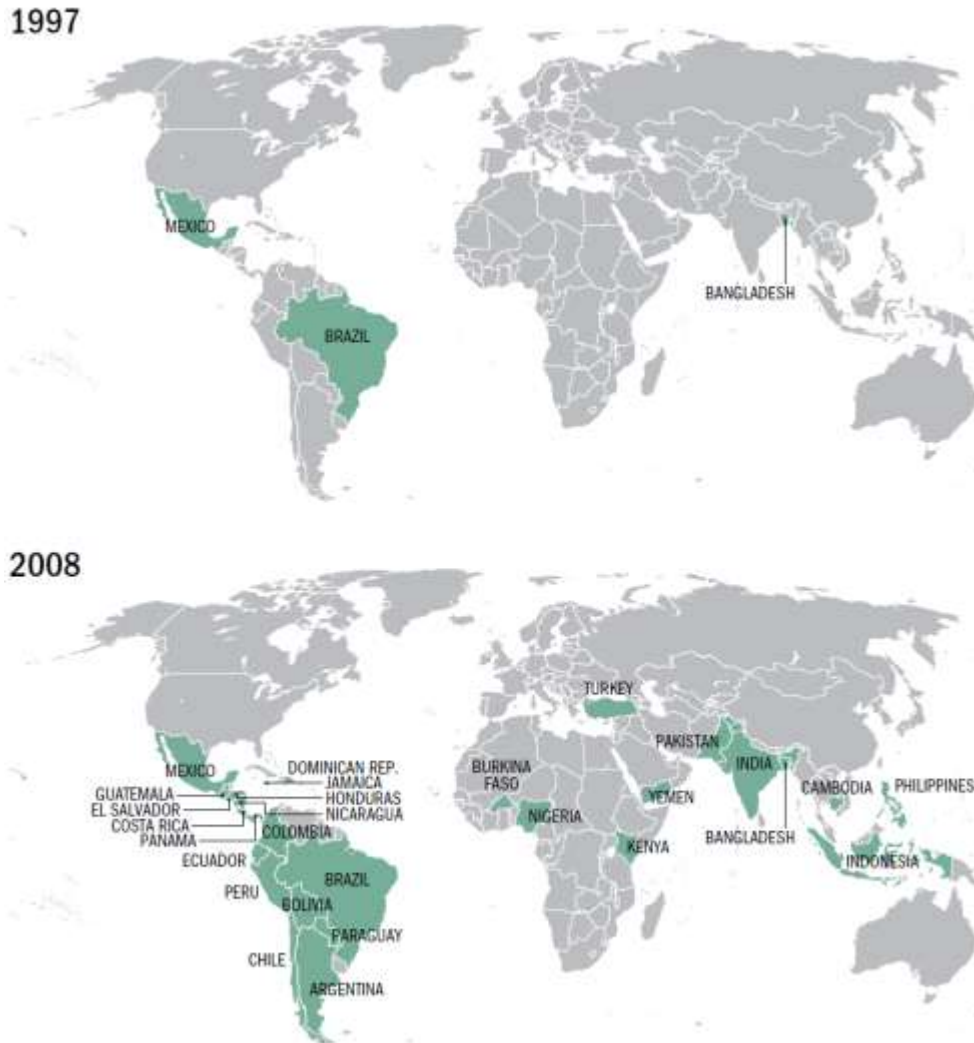 1997
MEXICO
BANGLADESH
BRAZIL
2008
TURKEY
PAKISTAN
INDIA
MEXICO
DOMINICAN REP.
JAMAICA
BURKINA
FASO
CAMBODIA
PHILIPPINES
GUATEMALA
HONDURAS
YEMEN
EL SALVADOR
NICARAGUA
NIGERIA
COSTA RICA
COLOMBIA
BANGLADESH
PANAMA
KENYA
ECUADOR
INDONESIA
BRAZIL
PERU
BOLIVIA
PARAGUAY
CHILE
ARGENTINA